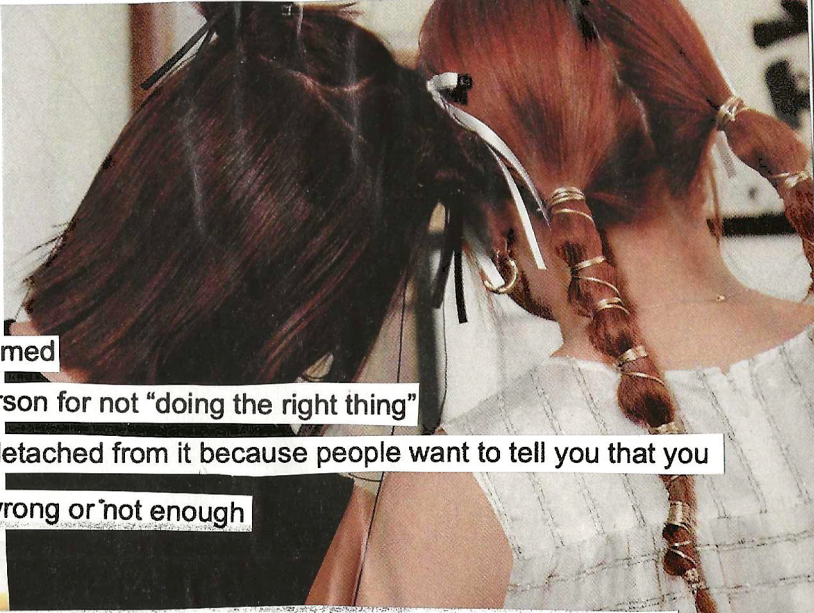 med
rson for not “doing the right thing”
etached from it because people want to tell you that you
rong or not enough